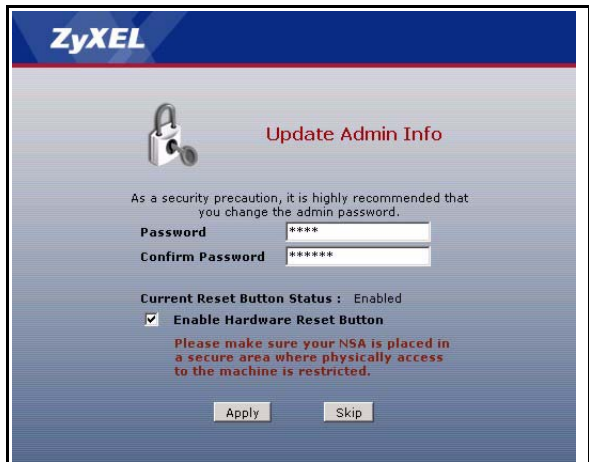 ZyXEL
Update Admin Info
As a security precaution, it is highly recommended that
you change the admin password.
Password ****
Confirm Password ******
Current Reset Button Status : Enabled
Enable Hardware Reset Button
Please make sure your NSA is placed in
a secure area where physically access
to the machine is restricted.
Apply Skip